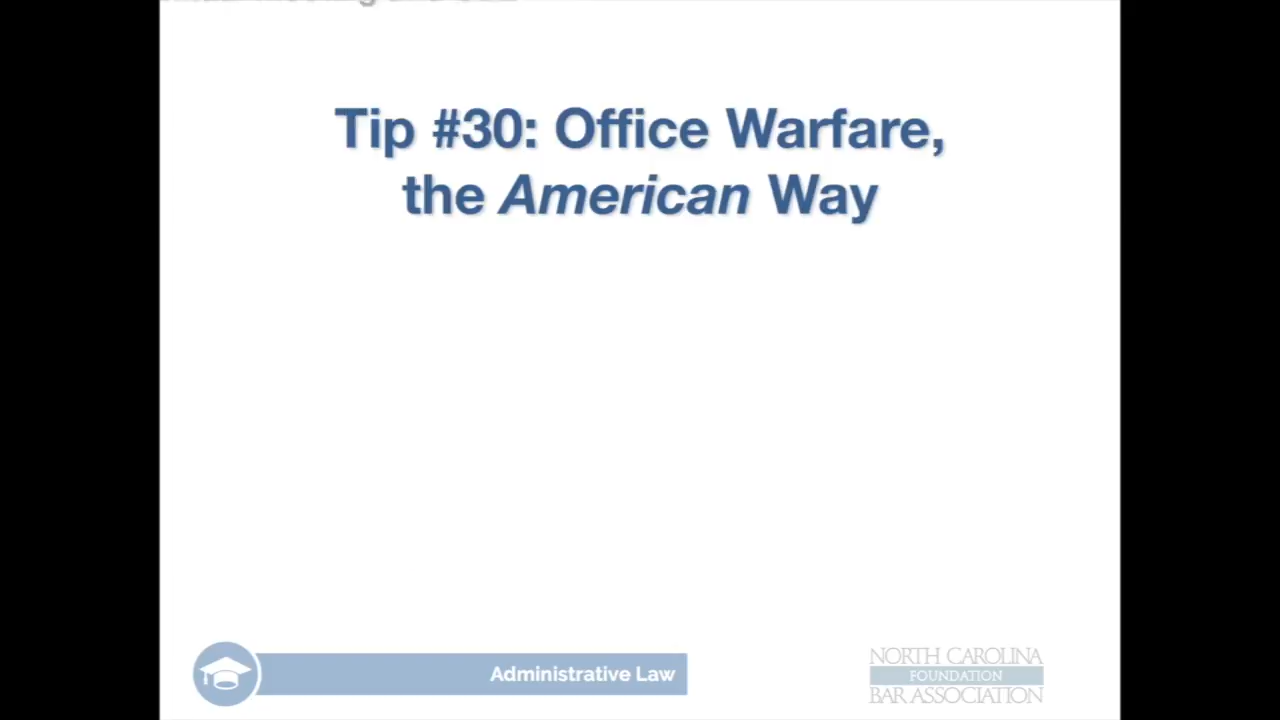 Tip #30: Office Warfare,
the American Way
Administrative Law
NORTH CAROLINA
FOUNDATION
BAR ASSOCIATION